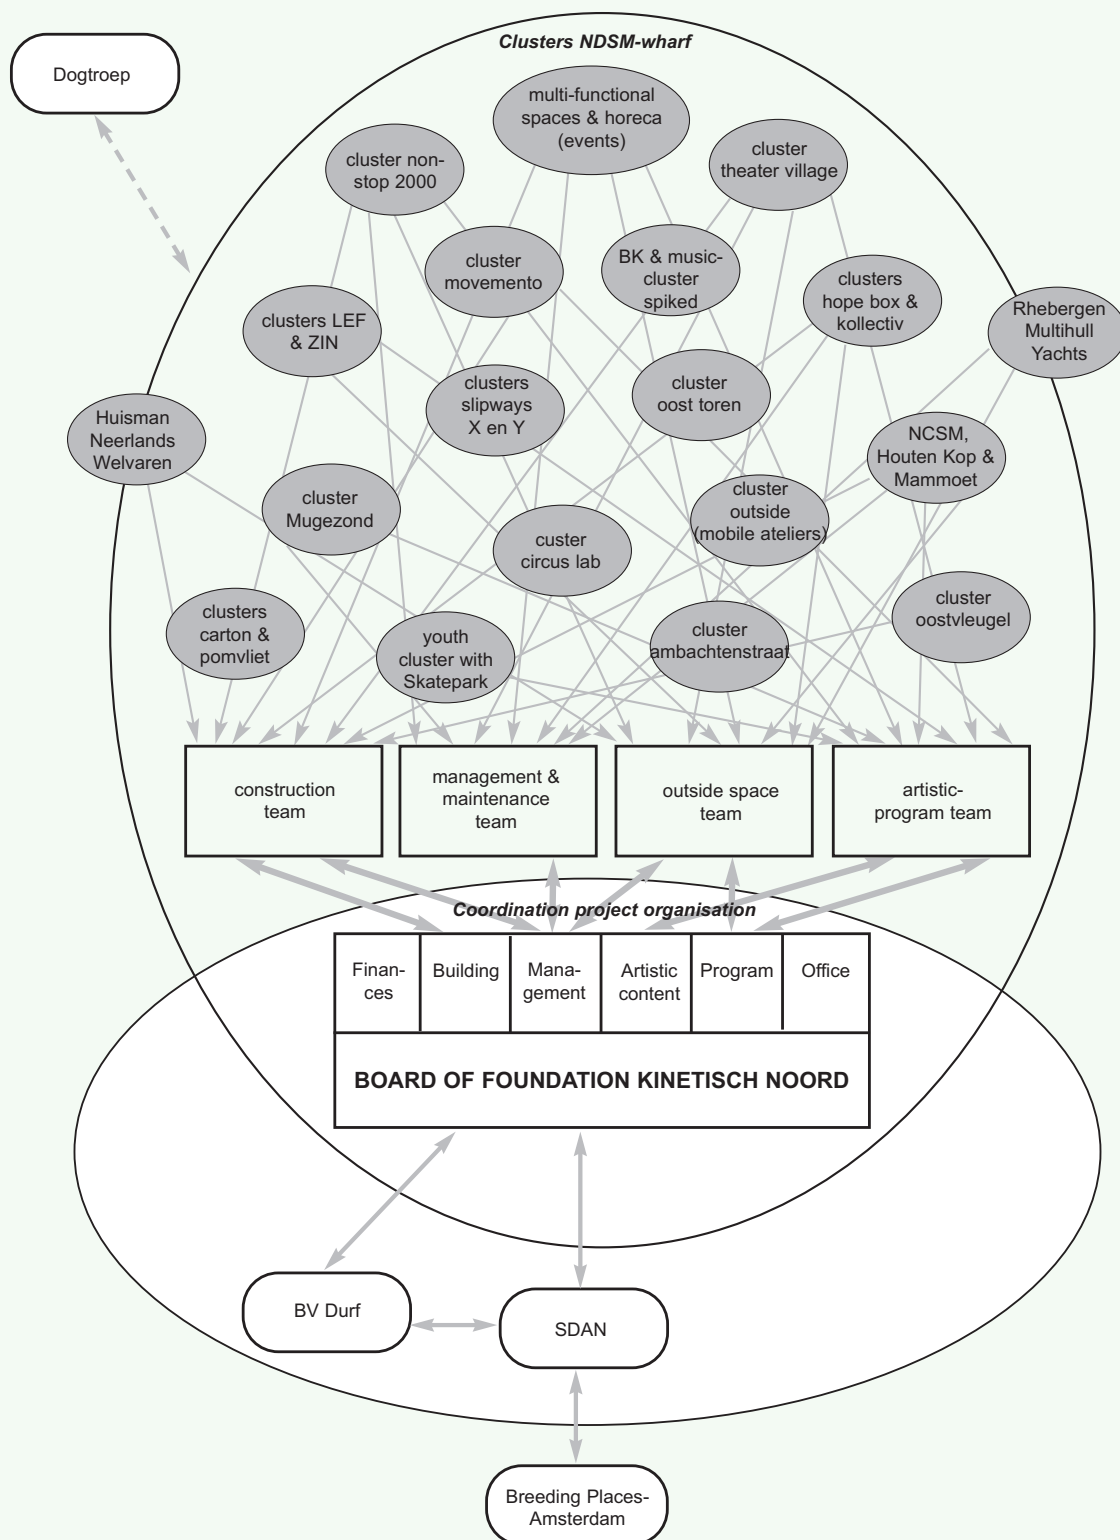 Clusters NDSM-wharf
Dogtroep
multi-functional
spaces & horeca
(events)
cluster non-
stop 2000
cluster
theater village
cluster
movemento
BK & music-
cluster
spiked
clusters
hope box &
kollectiv
clusters LEF
& ZIN
Rhebergen
Multihull
Yachts
clusters
slipways
X en Y
cluster
oost toren
Huisman
Neerlands
Welvaren
NCSM,
Houten Kop &
Mammoet
cluster
Mugezond
cluster
outside
(mobile ateliers)
custer
circus lab
clusters
carton &
pomvliet
youth
cluster with
Skatepark
cluster
ambachtenstraat
cluster
oostvleugel
construction
team
management &
maintenance
team
outside space
team
artistic-
program team
Coordination project organisation
Finan-
ces
Building
Mana-
gement
Artistic
content
Program
Office
BOARD OF FOUNDATION KINETISCH NOORD
BV Durf
SDAN
Breeding Places-
Amsterdam